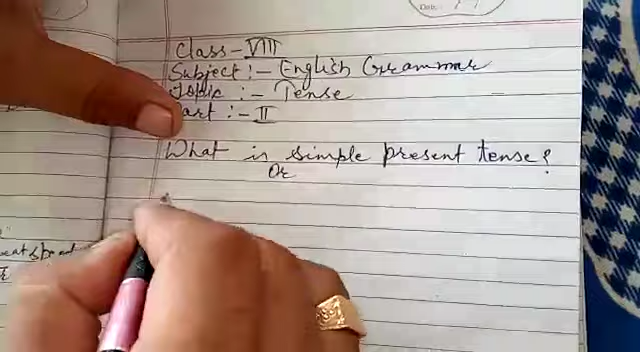 Class - VIII
Subject :- English Grammar
Topic :- Tense
Part :- II
What is simple present tense?
Or